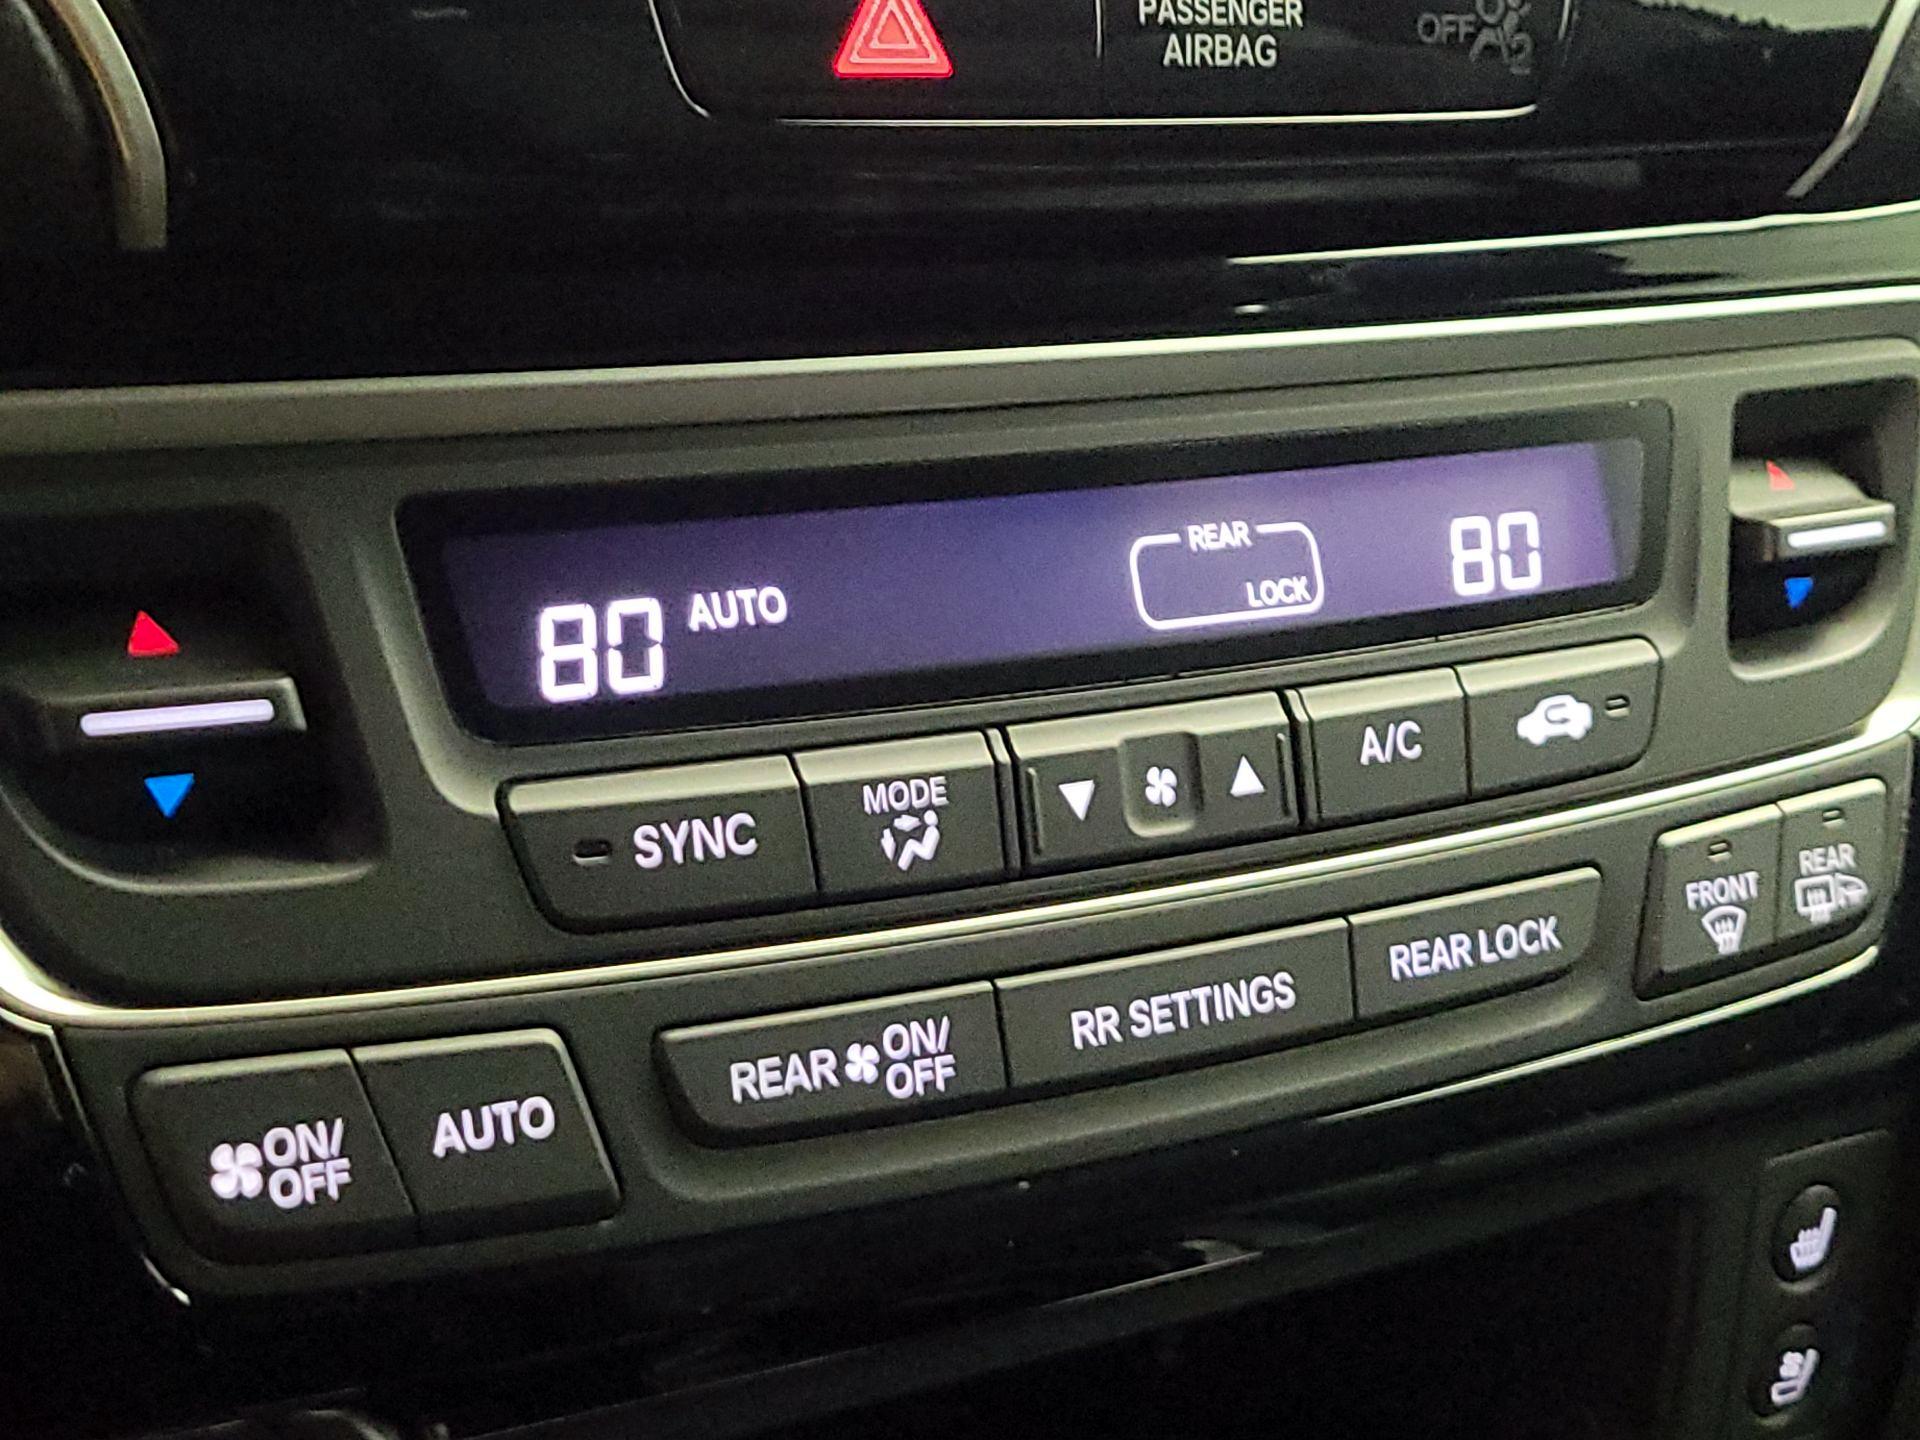 PASSENGER
AIRBAG
OFF
2
80 AUTO
REAR
LOCK
80
SYNC
MODE
A/C
FRONT
REAR
ON/
OFF
AUTO
REAR ON/
OFF
RR SETTINGS
REAR LOCK